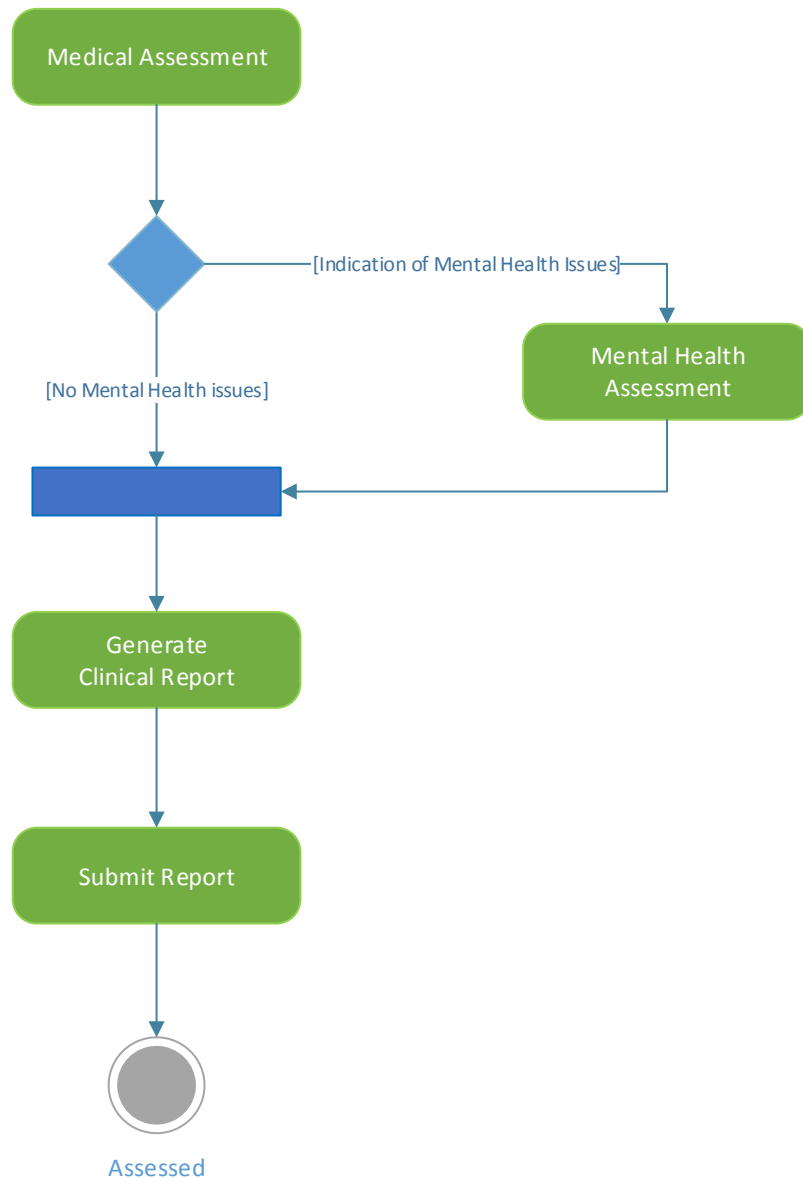 Medical Assessment
[Indication of Mental Health Issues]
Mental Health
Assessment
[No Mental Health issues]
Generate
Clinical Report
Submit Report
Assessed